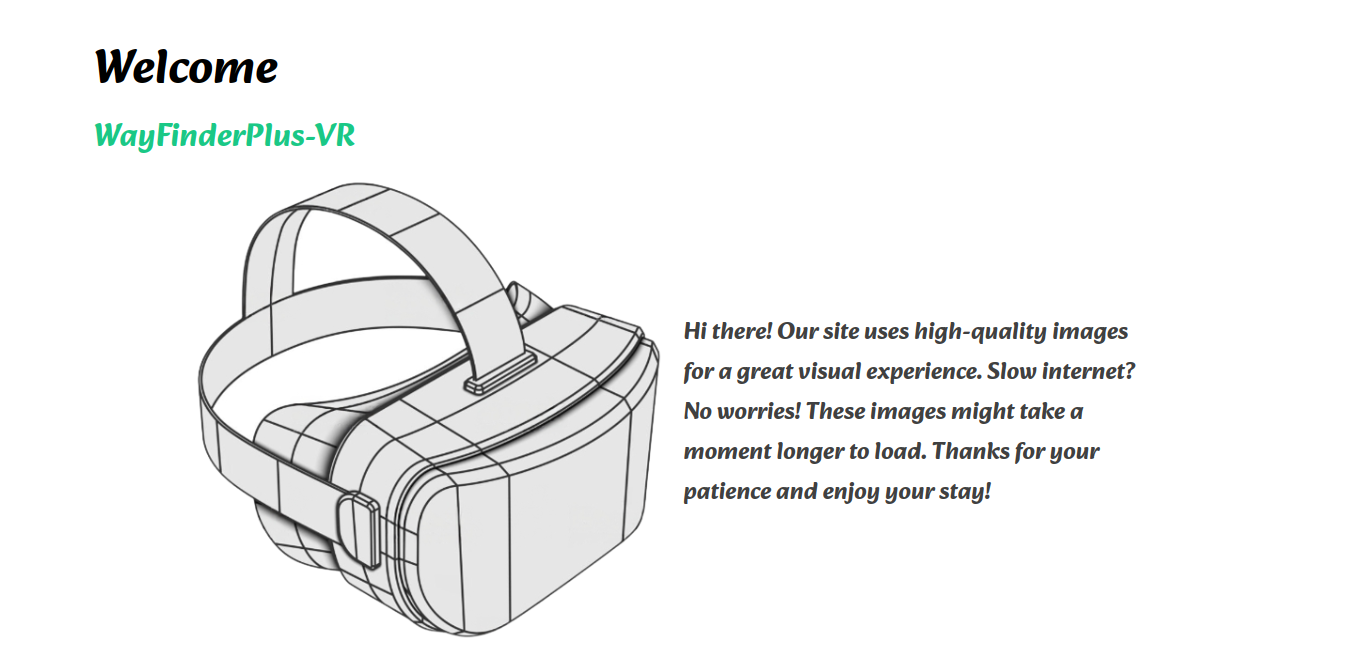 Welcome
WayFinderPlus-VR
Hi there! Our site uses high-quality images
for a great visual experience. Slow internet?
No worries! These images might take a
moment longer to load. Thanks for your
patience and enjoy your stay!